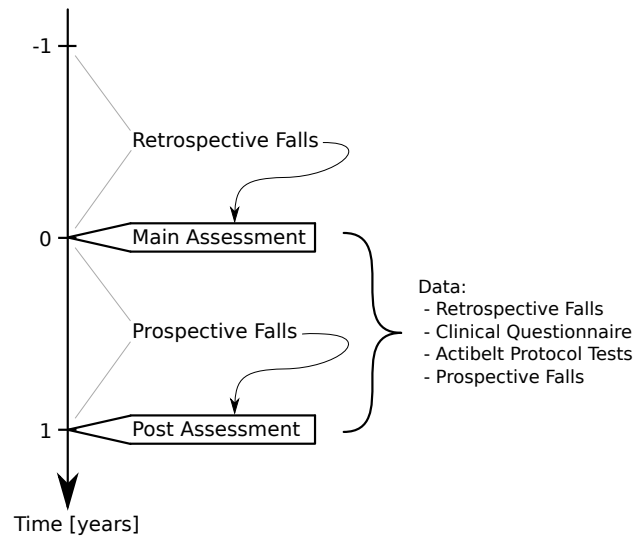 -1
Retrospective Falls
0
Main Assessment
Data:
- Retrospective Falls
- Clinical Questionnaire
- Actibelt Protocol Tests
- Prospective Falls
Prospective Falls
1
Post Assessment
Time [years]